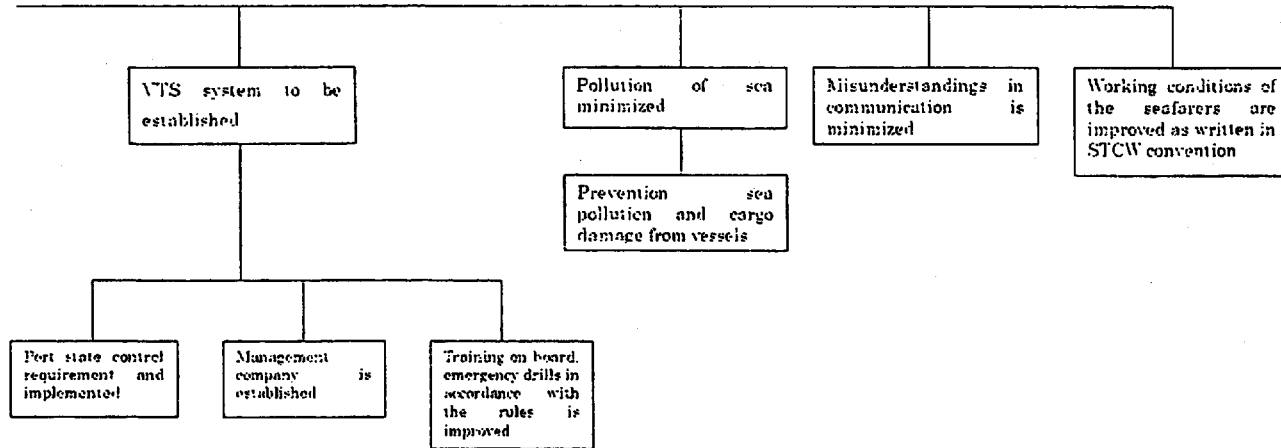 VTS system to be
established
Pollution of sea
minimized
Misunderstandings in
communication is
minimized
Working conditions of
the seafarers are
improved as written in
STCW convention
Prevention sea
pollution and cargo
damage from vessels
Port state control
requirement and
implemented
Management
company is
established
Training on board,
emergency drills in
accordance with
the rules is
improved